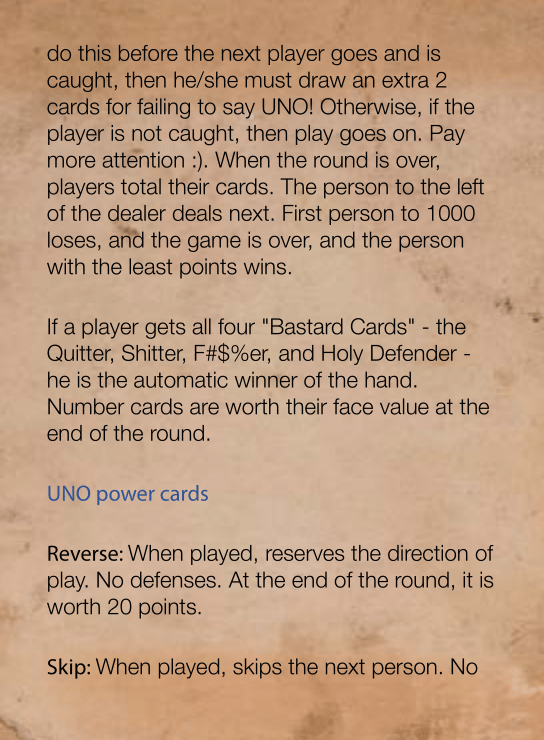 do this before the next player goes and is
caught, then he/she must draw an extra 2
cards for failing to say UNO! Otherwise, if the
player is not caught, then play goes on. Pay
more attention :). When the round is over,
players total their cards. The person to the left
of the dealer deals next. First person to 1000
loses, and the game is over, and the person
with the least points wins.
If a player gets all four "Bastard Cards" - the
Quitter, Shitter, F#$%er, and Holy Defender -
he is the automatic winner of the hand.
Number cards are worth their face value at the
end of the round.
UNO power cards
Reverse: When played, reserves the direction of
play. No defenses. At the end of the round, it is
worth 20 points.
Skip: When played, skips the next person. No